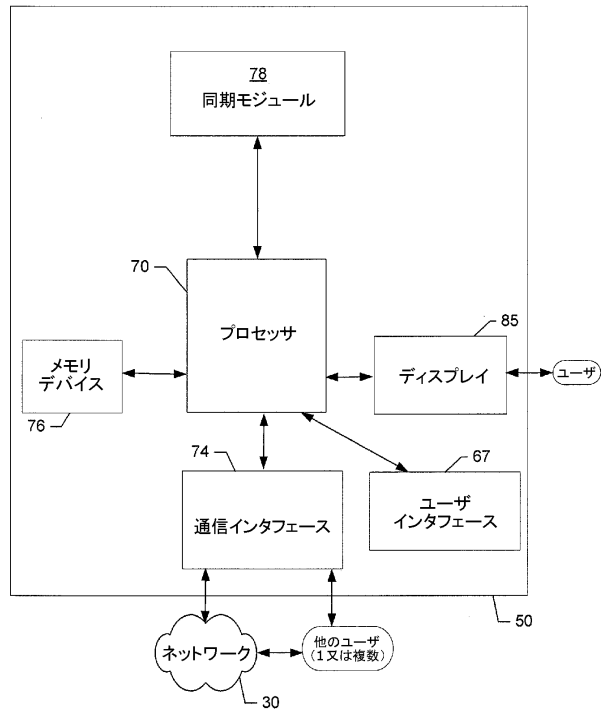 78
同期モジュール
70
プロセッサ
85
ディスプレイ
ユーザ
メモリ
デバイス
76
74
通信インタフェース
67
ユーザ
インタフェース
50
ネットワーク
30
他のユーザ
(1又は複数)